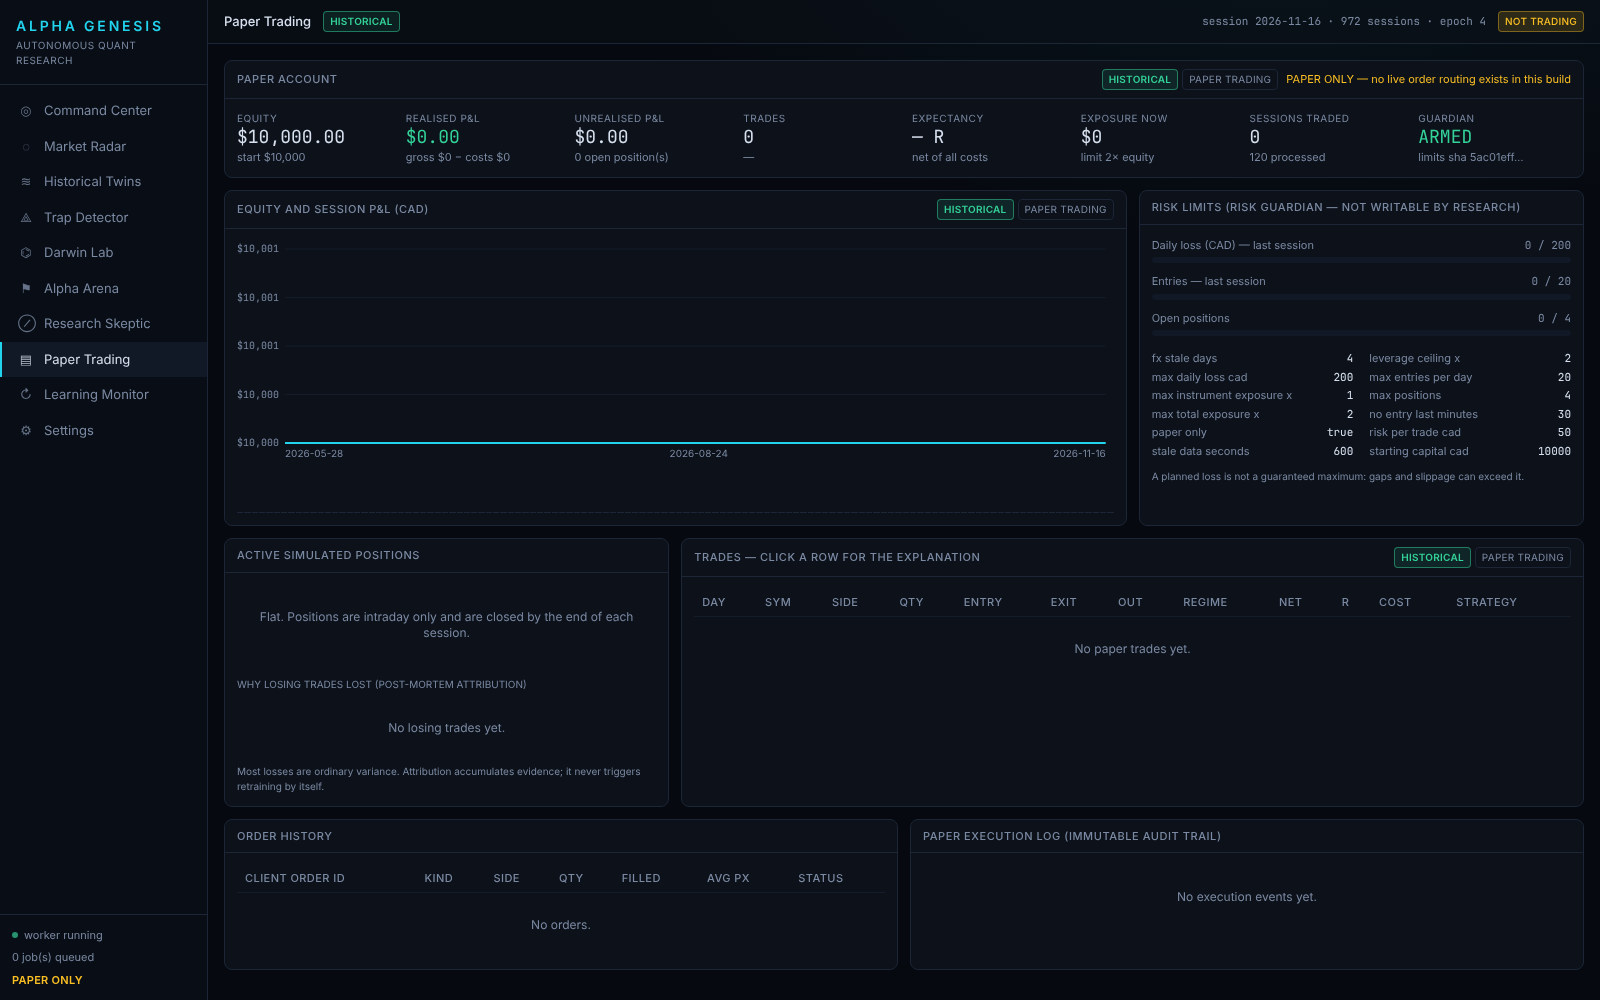 ALPHA GENESIS
AUTONOMOUS QUANT
RESEARCH
Command Center
Market Radar
Historical Twins
Trap Detector
Darwin Lab
Alpha Arena
Research Skeptic
Paper Trading
Learning Monitor
Settings
worker running
0 job(s) queued
PAPER ONLY
Paper Trading HISTORICAL
session 2026-11-16 · 972 sessions · epoch 4 NOT TRADING
PAPER ACCOUNT
HISTORICAL PAPER TRADING PAPER ONLY — no live order routing exists in this build
EQUITY
$10,000.00
start $10,000
REALISED P&L
$0.00
gross $0 − costs $0
UNREALISED P&L
$0.00
0 open position(s)
TRADES
0
—
EXPECTANCY
— R
net of all costs
EXPOSURE NOW
$0
limit 2× equity
SESSIONS TRADED
0
120 processed
GUARDIAN
ARMED
limits sha 5ac01eff…
EQUITY AND SESSION P&L (CAD)
HISTORICAL PAPER TRADING
$10,001
$10,001
$10,001
$10,000
$10,000
2026-05-28 2026-08-24 2026-11-16
RISK LIMITS (RISK GUARDIAN — NOT WRITABLE BY RESEARCH)
Daily loss (CAD) — last session 0 / 200
Entries — last session 0 / 20
Open positions 0 / 4
fx stale days 4 leverage ceiling x 2
max daily loss cad 200 max entries per day 20
max instrument exposure x 1 max positions 4
max total exposure x 2 no entry last minutes 30
paper only true risk per trade cad 50
stale data seconds 600 starting capital cad 10000
A planned loss is not a guaranteed maximum: gaps and slippage can exceed it.
ACTIVE SIMULATED POSITIONS
Flat. Positions are intraday only and are closed by the end of each
session.
WHY LOSING TRADES LOST (POST-MORTEM ATTRIBUTION)
No losing trades yet.
Most losses are ordinary variance. Attribution accumulates evidence; it never triggers
retraining by itself.
TRADES — CLICK A ROW FOR THE EXPLANATION
HISTORICAL PAPER TRADING
DAY SYM SIDE QTY ENTRY EXIT OUT REGIME NET R COST STRATEGY
No paper trades yet.
ORDER HISTORY
CLIENT ORDER ID KIND SIDE QTY FILLED AVG PX STATUS
No orders.
PAPER EXECUTION LOG (IMMUTABLE AUDIT TRAIL)
No execution events yet.